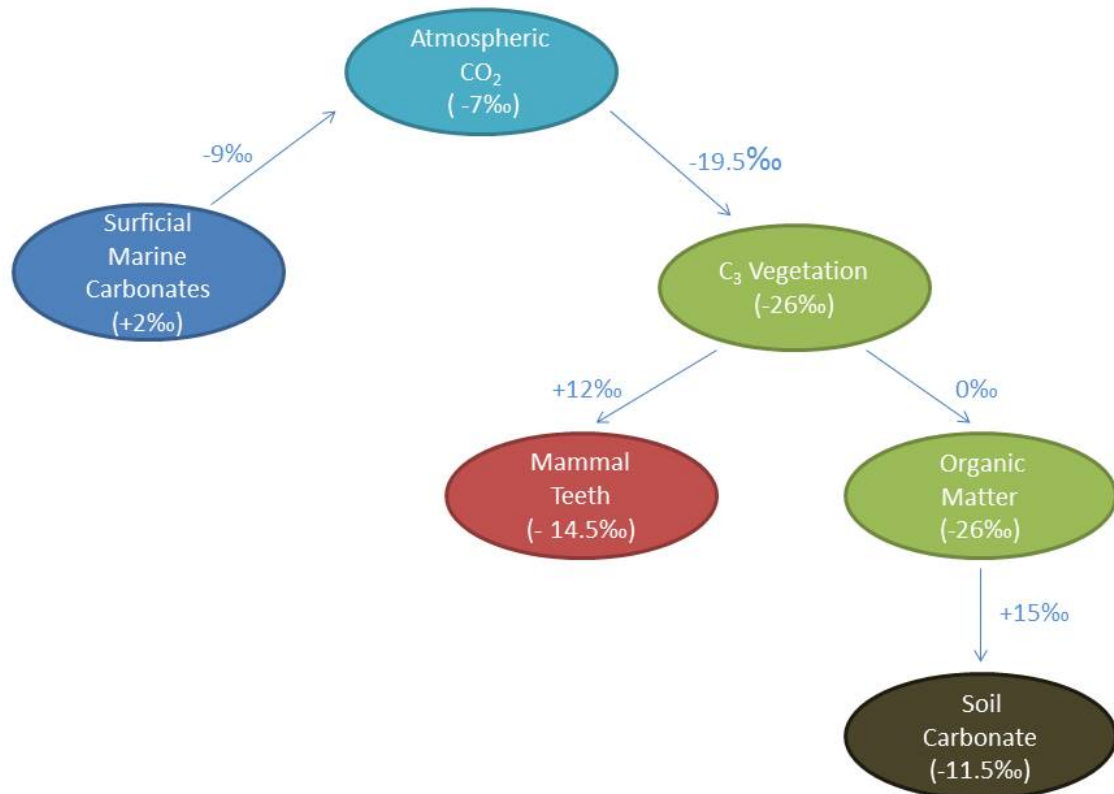 Atmospheric
CO₂
( -7‰)
-9‰
-19.5‰
Surficial
Marine
Carbonates
(+2‰)
C₃ Vegetation
(-26‰)
+12‰
0‰
Mammal
Teeth
(- 14.5‰)
Organic
Matter
(-26‰)
+15‰
Soil
Carbonate
(-11.5‰)